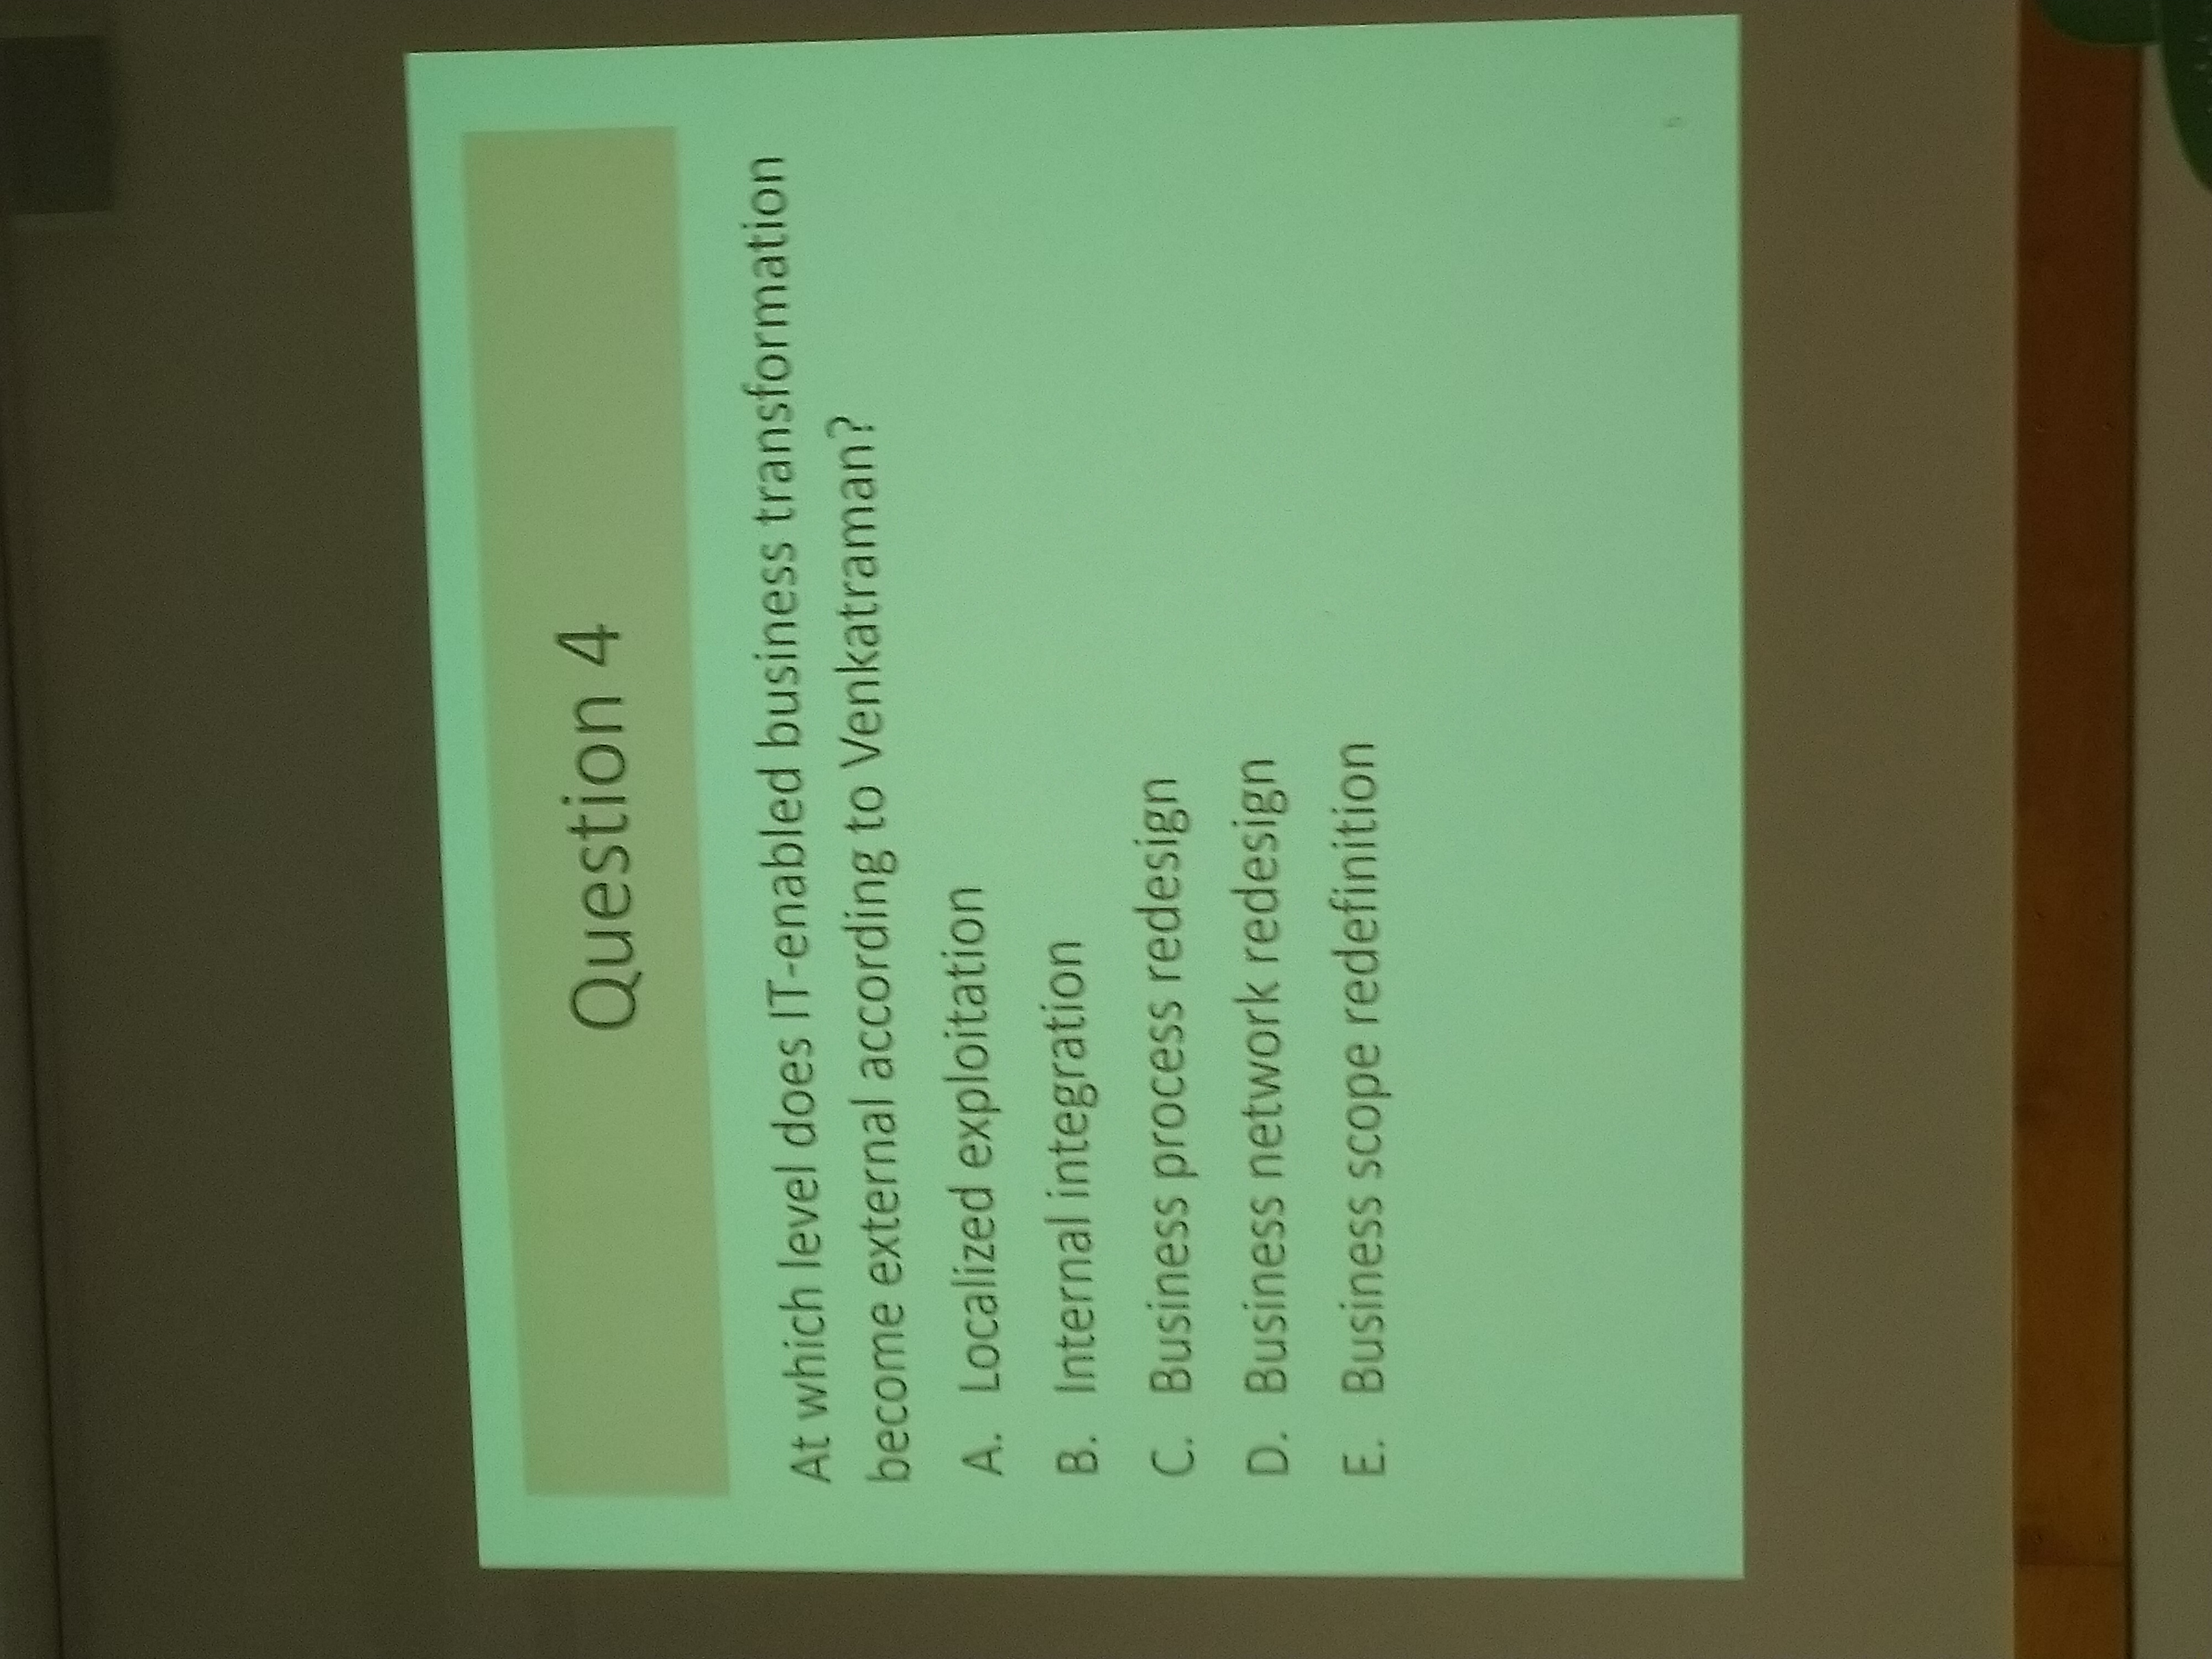 Question 4
At which level does IT-enabled business transformation
become external according to Venkatraman?
A. Localized exploitation
B. Internal integration
C. Business process redesign
D. Business network redesign
E. Business scope redefinition